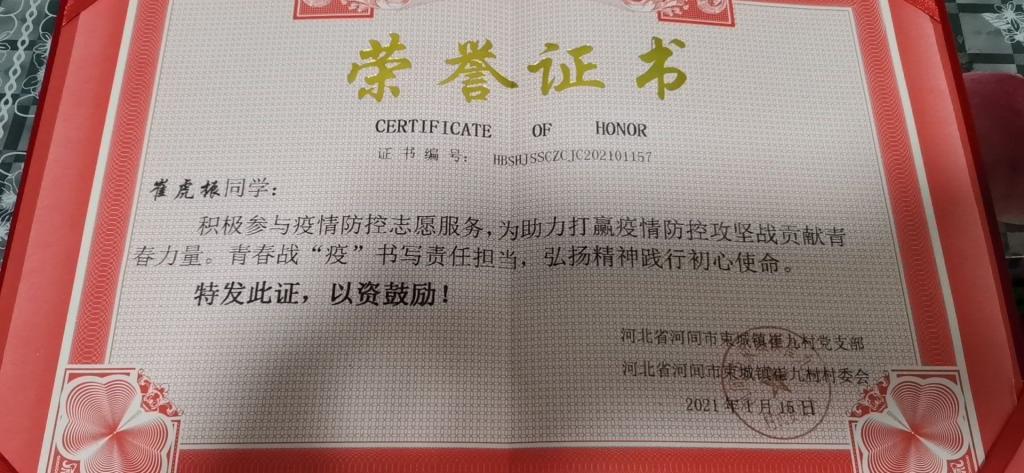 荣誉证书
CERTIFICATE OF HONOR
证书编号: HBSHJSSCZCJC202101157
崔虎振同学:
积极参与疫情防控志愿服务,为助力打赢疫情防控攻坚战贡献青
春力量。青春战“疫”书写责任担当,弘扬精神践行初心使命。
特发此证,以资鼓励!
河北省河间市束城镇崔九村党支部
河北省河间市束城镇崔九村村委会
2021年1月15日